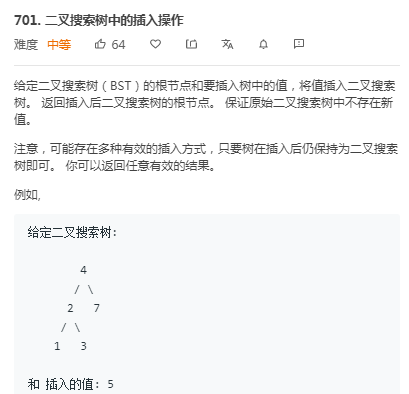 701. 二叉搜索树中的插入操作
难度 中等 64
给定二叉搜索树（BST）的根节点和要插入树中的值，将值插入二叉搜索
树。 返回插入后二叉搜索树的根节点。 保证原始二叉搜索树中不存在新
值。
注意，可能存在多种有效的插入方式，只要树在插入后仍保持为二叉搜索
树即可。 你可以返回任意有效的结果。
例如,
给定二叉搜索树:
4
/ \
2 7
/ \
1 3
和 插入的值: 5